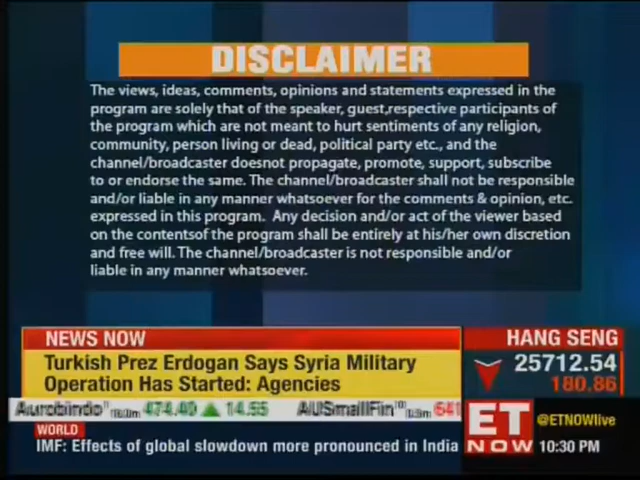 DISCLAIMER
The views, ideas, comments, opinions and statements expressed in the
program are solely that of the speaker, guest,respective participants of
the program which are not meant to hurt sentiments of any religion,
community, person living or dead, political party etc., and the
channel/broadcaster doesnot propagate, promote, support, subscribe
to or endorse the same. The channel/broadcaster shall not be responsible
and/or liable in any manner whatsoever for the comments & opinion, etc.
expressed in this program. Any decision and/or act of the viewer based
on the contentsof the program shall be entirely at his/her own discretion
and free will. The channel/broadcaster is not responsible and/or
liable in any manner whatsoever.
NEWS NOW
Turkish Prez Erdogan Says Syria Military
Operation Has Started: Agencies
HANG SENG
25712.54
180.86
Aurobindo 474.40 14.55 AUSmallFin 641
WORLD
IMF: Effects of global slowdown more pronounced in India
ET
NOW
@ETNOWlive
10:30 PM